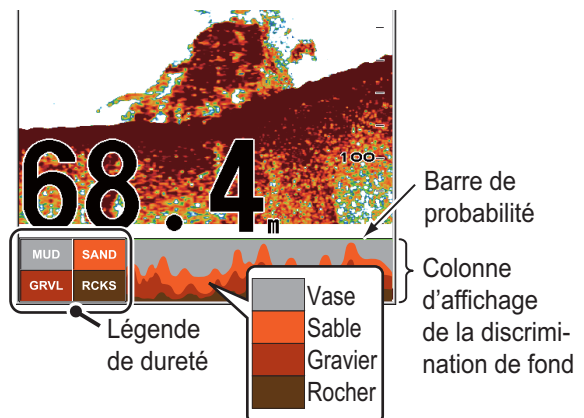 100-
68.4m
Barre de
probabilité
MUD SAND
GRVL RCKS
Colonne
d'affichage
de la discrimi-
nation de fond
Légende
de dureté
Vase
Sable
Gravier
Rocher